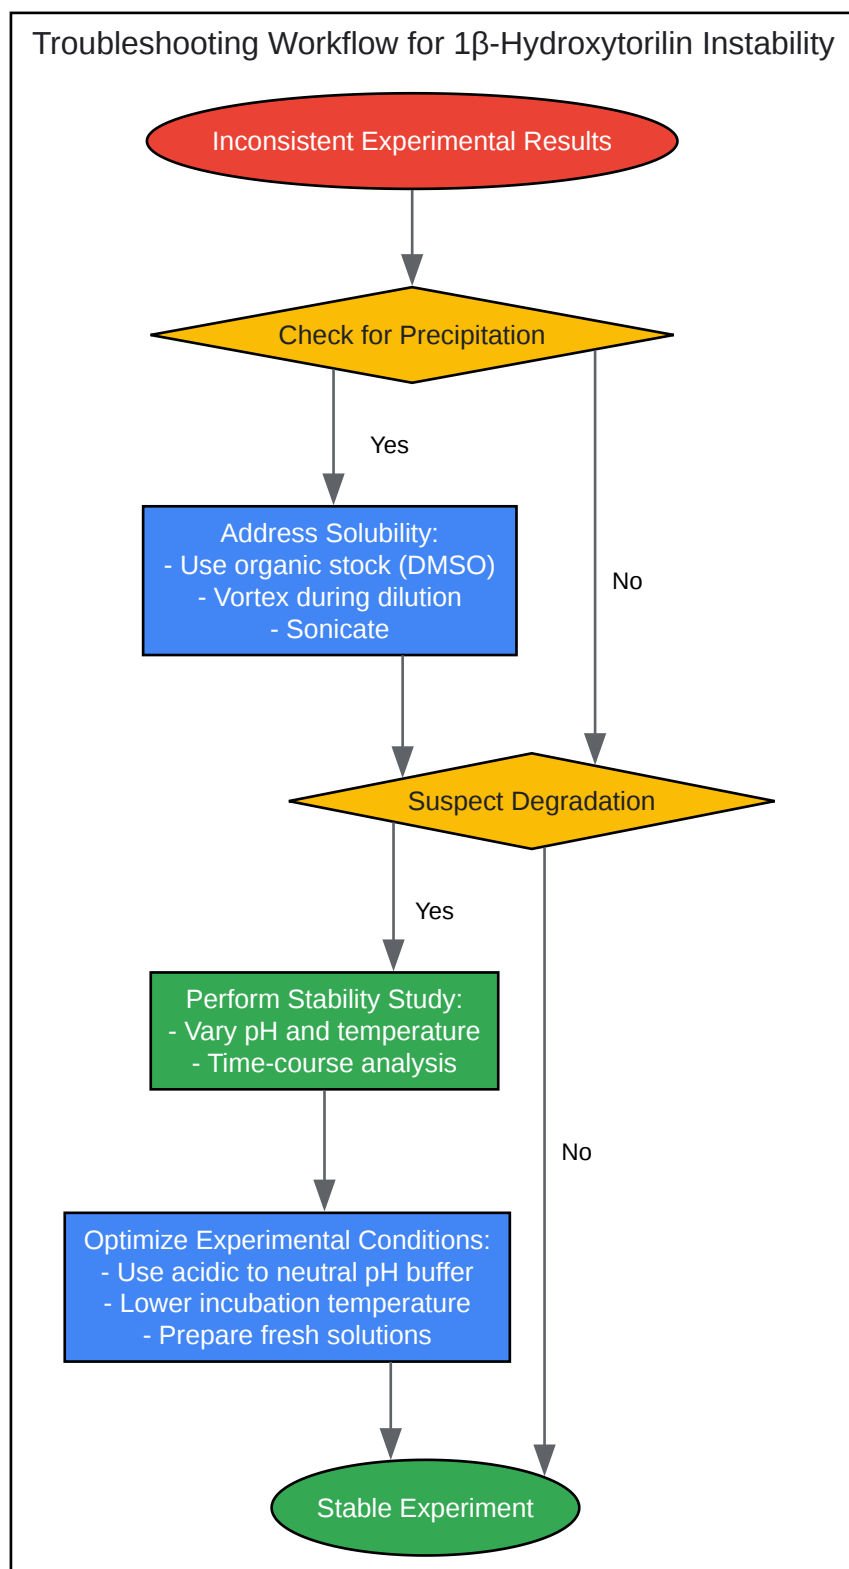 Troubleshooting Workflow for 1β-Hydroxytorilin Instability
Inconsistent Experimental Results
Check for Precipitation
Yes
Address Solubility:
- Use organic stock (DMSO)
- Vortex during dilution
- Sonicate
No
Suspect Degradation
Yes
Perform Stability Study:
- Vary pH and temperature
- Time-course analysis
No
Optimize Experimental Conditions:
- Use acidic to neutral pH buffer
- Lower incubation temperature
- Prepare fresh solutions
Stable Experiment